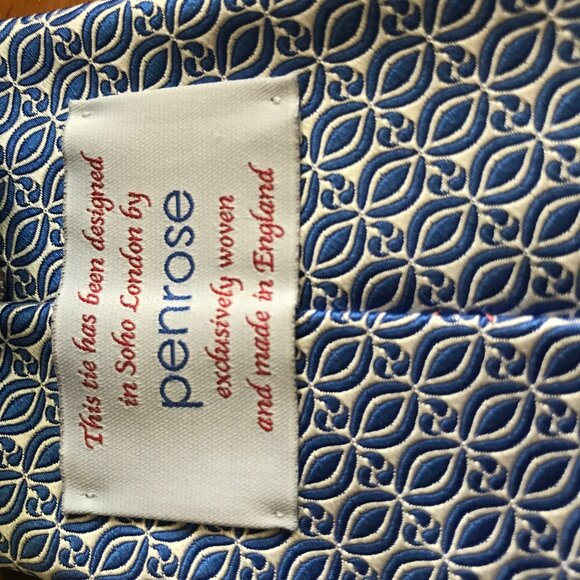 This tie has been designed
in Soho London by
penrose
exclusively woven
and made in England